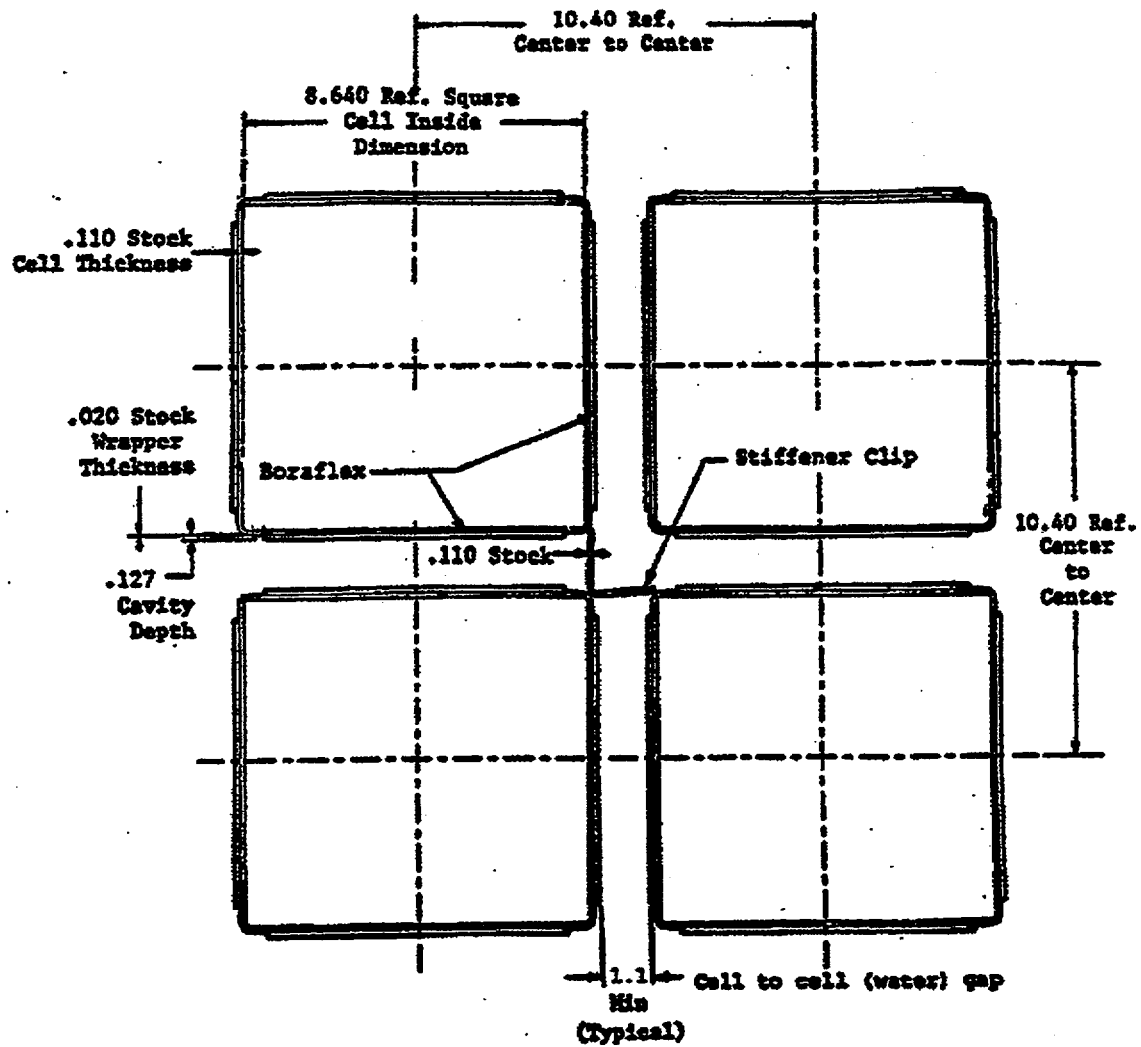 10.40 Ref.
Center to Center
8.640 Ref. Square
Cell Inside
Dimension
.110 Stock
Cell Thickness
.020 Stock
Wrapper
Thickness
Boraflex
Stiffener Clip
10.40 Ref.
Center
to
Center
.110 Stock
.127
Cavity
Depth
1.1
Min
(Typical)
Cell to cell (water) gap